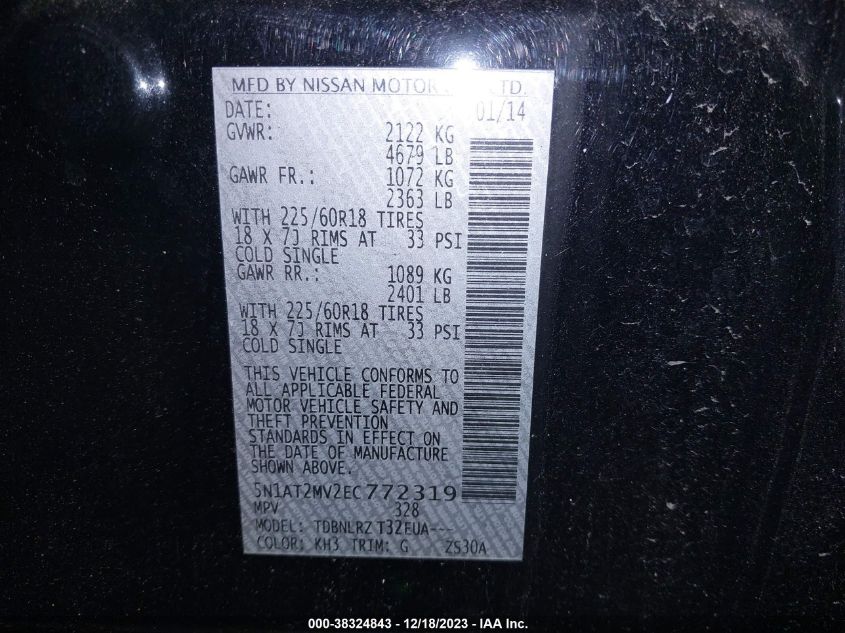 MFD BY NISSAN MOTOR LTD.
DATE: 01/14
GVWR: 2122 KG
4679 LB
GAWR FR.: 1072 KG
2363 LB
WITH 225/60R18 TIRES
18 X 7J RIMS AT 33 PSI
COLD SINGLE
GAWR RR.: 1089 KG
2401 LB
WITH 225/60R18 TIRES
18 X 7J RIMS AT 33 PSI
COLD SINGLE
THIS VEHICLE CONFORMS TO
ALL APPLICABLE FEDERAL
MOTOR VEHICLE SAFETY AND
THEFT PREVENTION
STANDARDS IN EFFECT ON
THE DATE OF MANUFACTURE
SHOWN ABOVE.
5N1AT2MV2EC772319
MPV 328
MODEL: TDBNLRZ T32EUA---
COLOR: KH3 TRIM: G ZS30A
000-38324843 – 12/18/2023 - IAA Inc.